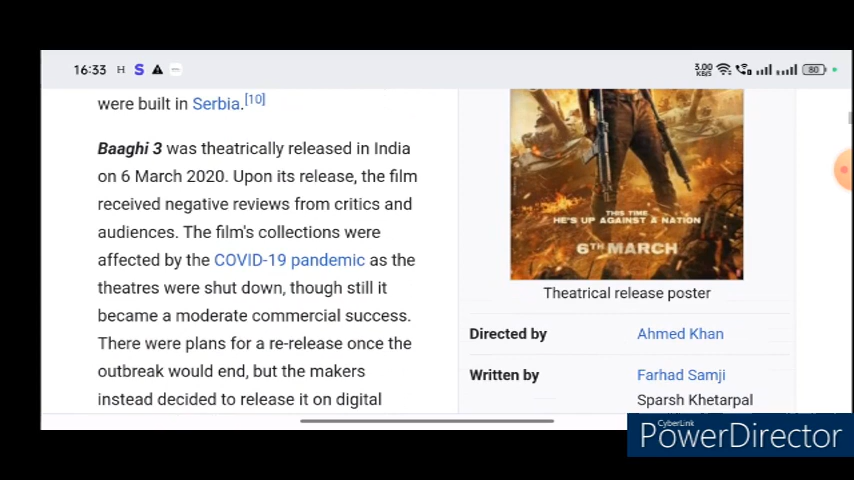 16:33 H S
3.00 KB/S 80
were built in Serbia.[10]
Baaghi 3 was theatrically released in India
on 6 March 2020. Upon its release, the film
received negative reviews from critics and
audiences. The film's collections were
affected by the COVID-19 pandemic as the
theatres were shut down, though still it
became a moderate commercial success.
There were plans for a re-release once the
outbreak would end, but the makers
instead decided to release it on digital
THIS TIME
HE'S UP AGAINST A NATION
6TH MARCH
Theatrical release poster
Directed by Ahmed Khan
Written by Farhad Samji
Sparsh Khetarpal
CyberLink
PowerDirector